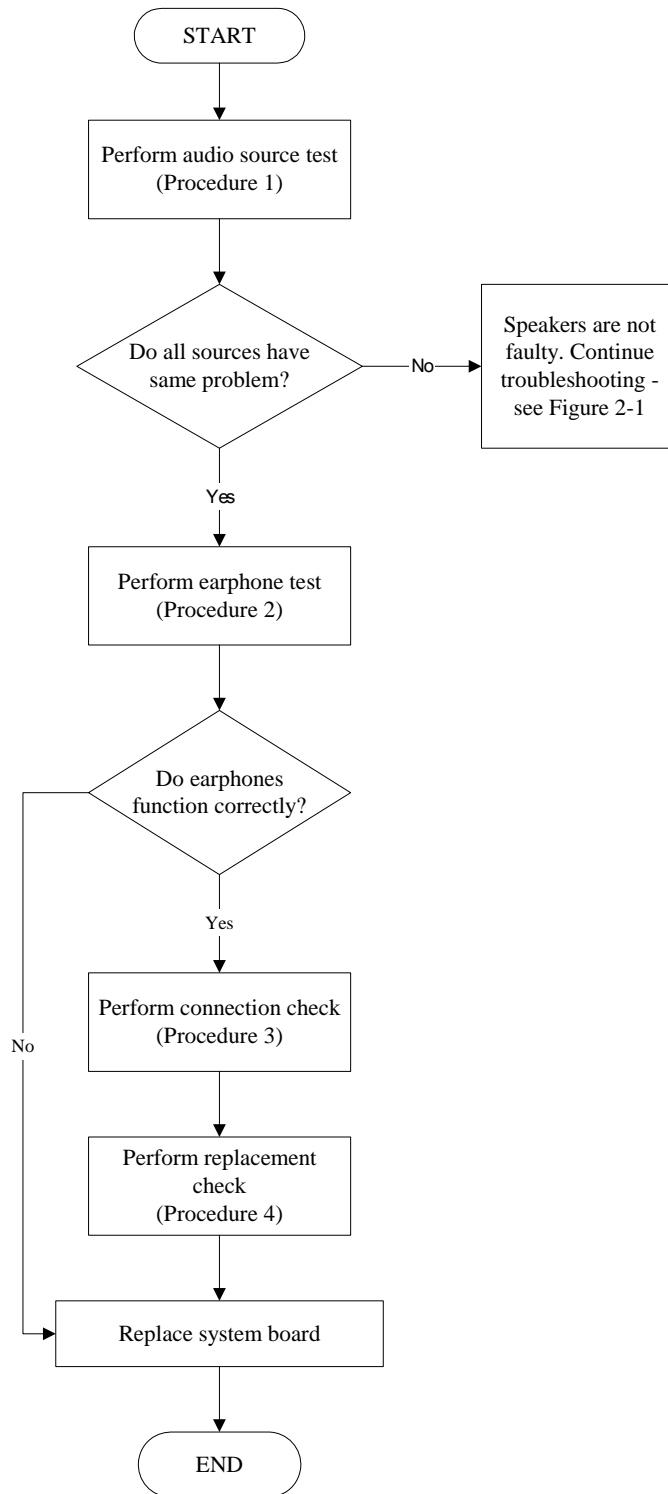 START
Perform audio source test
(Procedure 1)
Do all sources have
same problem?
No
Speakers are not
faulty. Continue
troubleshooting -
see Figure 2-1
Yes
Perform earphone test
(Procedure 2)
Do earphones
function correctly?
Yes
Perform connection check
(Procedure 3)
No
Perform replacement
check
(Procedure 4)
Replace system board
END